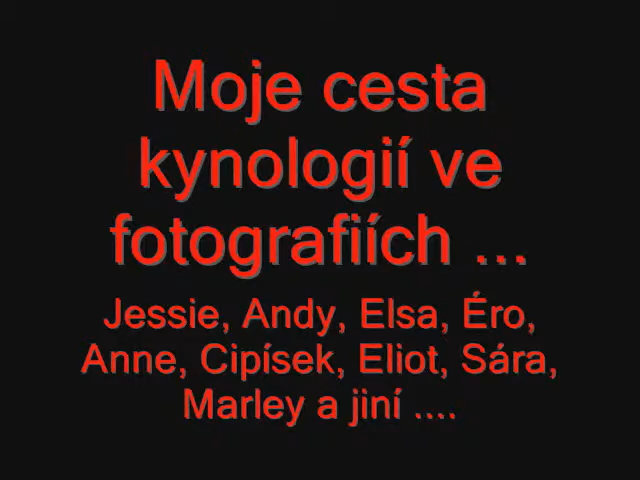 Moje cesta
kynologií ve
fotografiích ...
Jessie, Andy, Elsa, Éro,
Anne, Cipísek, Eliot, Sára,
Marley a jiní ....